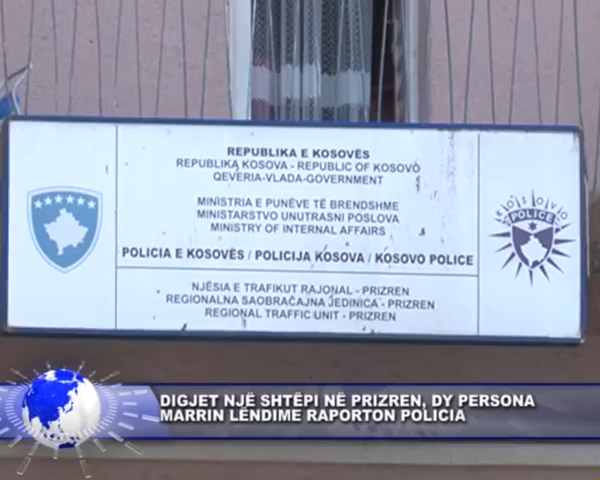 REPUBLIKA E KOSOVËS
REPUBLIKA KOSOVA - REPUBLIC OF KOSOVO
QEVERIA-VLADA-GOVERNMENT
MINISTRIA E PUNËVE TË BRENDSHME
MINISTARSTVO UNUTRASNI POSLOVA
MINISTRY OF INTERNAL AFFAIRS
POLICIA E KOSOVËS / POLICIJA KOSOVA / KOSOVO POLICE
NJËSIA E TRAFIKUT RAJONAL - PRIZREN
REGIONALNA SAOBRAČAJNA JEDINICA - PRIZREN
REGIONAL TRAFFIC UNIT - PRIZREN
KOSOVO
POLICE
DIGJET NJË SHTËPI NË PRIZREN, DY PERSONA
MARRIN LËNDIME RAPORTON POLICIA